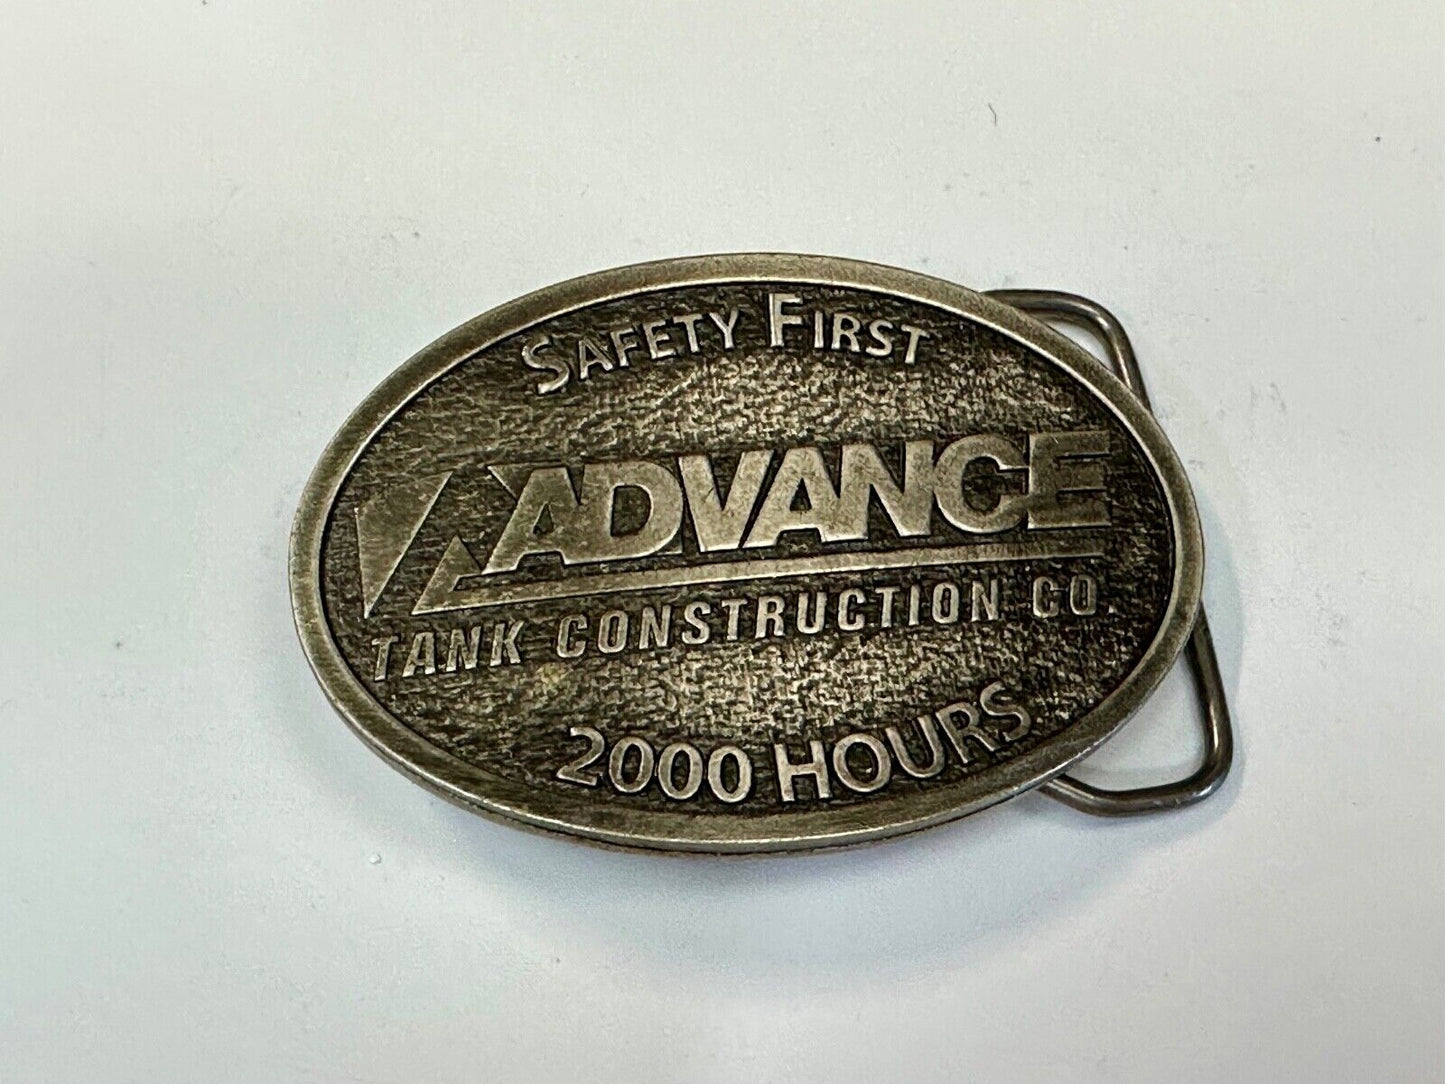 SAFETY FIRST
ADVANCE
TANK CONSTRUCTION CO
2000 HOURS